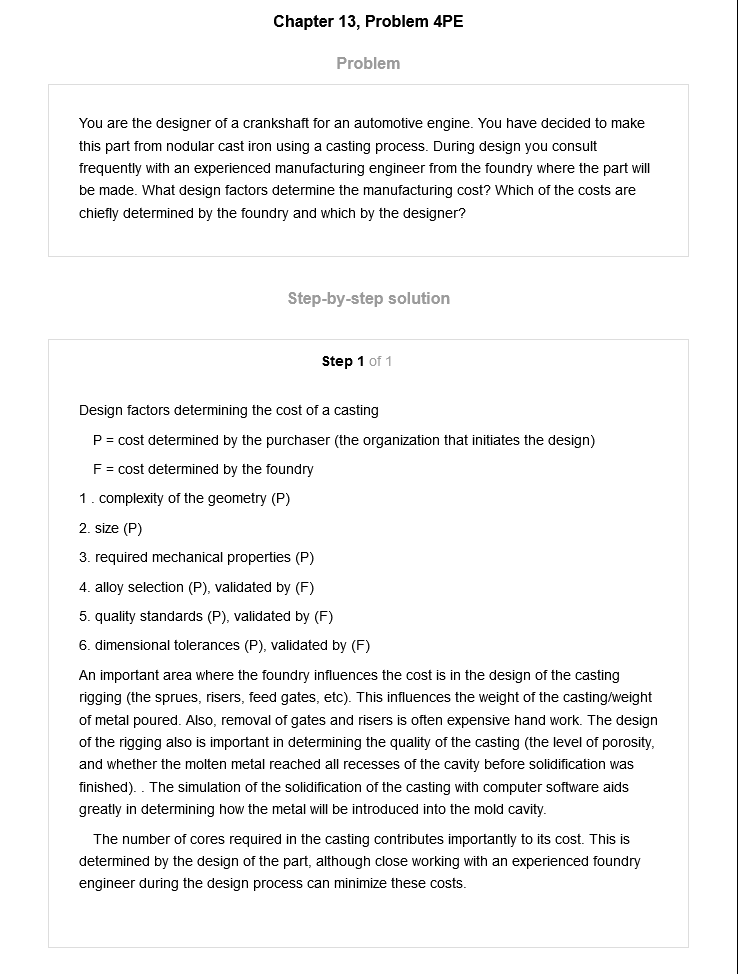 Chapter 13, Problem 4PE
Problem
You are the designer of a crankshaft for an automotive engine. You have decided to make
this part from nodular cast iron using a casting process. During design you consult
frequently with an experienced manufacturing engineer from the foundry where the part will
be made. What design factors determine the manufacturing cost? Which of the costs are
chiefly determined by the foundry and which by the designer?
Step-by-step solution
Step 1 of 1
Design factors determining the cost of a casting
P = cost determined by the purchaser (the organization that initiates the design)
F = cost determined by the foundry
1 . complexity of the geometry (P)
2. size (P)
3. required mechanical properties (P)
4. alloy selection (P), validated by (F)
5. quality standards (P), validated by (F)
6. dimensional tolerances (P), validated by (F)
An important area where the foundry influences the cost is in the design of the casting
rigging (the sprues, risers, feed gates, etc). This influences the weight of the casting/weight
of metal poured. Also, removal of gates and risers is often expensive hand work. The design
of the rigging also is important in determining the quality of the casting (the level of porosity,
and whether the molten metal reached all recesses of the cavity before solidification was
finished). . The simulation of the solidification of the casting with computer software aids
greatly in determining how the metal will be introduced into the mold cavity.
The number of cores required in the casting contributes importantly to its cost. This is
determined by the design of the part, although close working with an experienced foundry
engineer during the design process can minimize these costs.